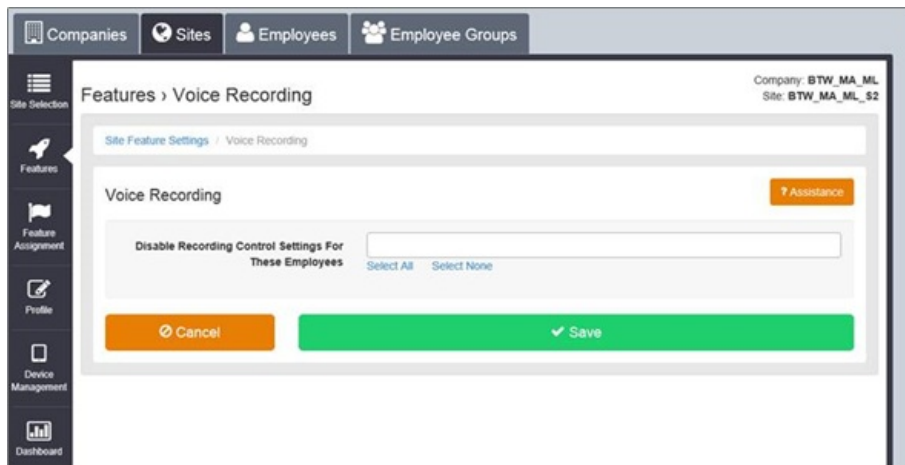 Companies
Sites
Employees
Employee Groups
Site Selection
Features
Feature
Assignment
Profile
Device
Management
Dashboard
Features › Voice Recording
Company: BTW_MA_ML
Site: BTW_MA_ML_S2
Site Feature Settings / Voice Recording
Voice Recording
? Assistance
Disable Recording Control Settings For
These Employees
Select All Select None
Cancel
Save